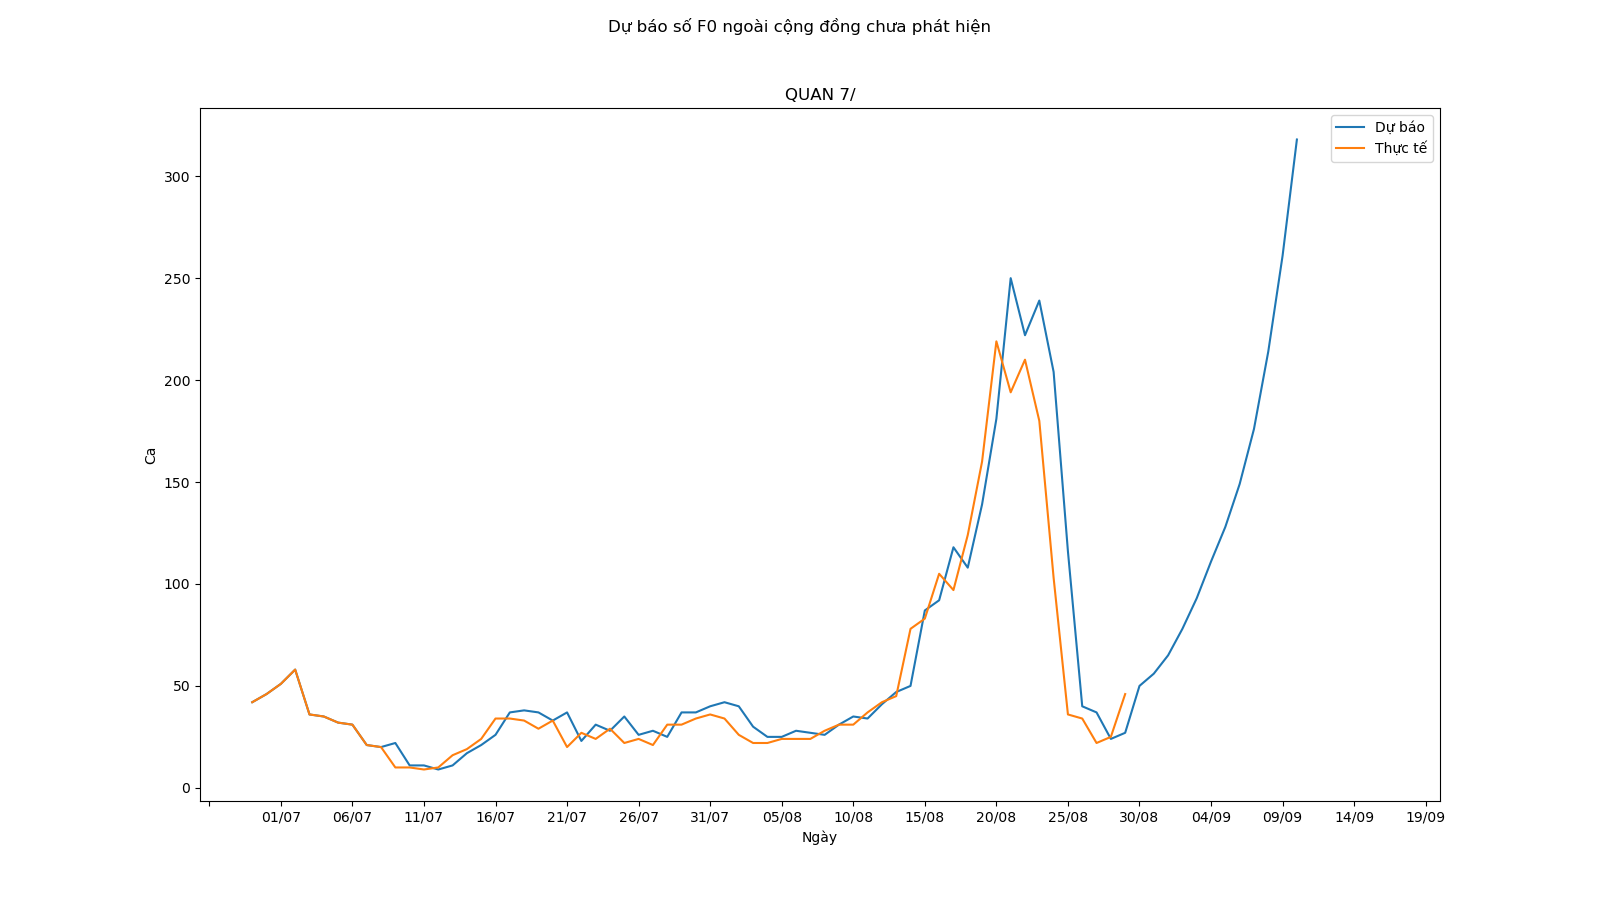 Dự báo số F0 ngoài cộng đồng chưa phát hiện
QUAN 7/
Dự báo
Thực tế
300
250
200
150
100
50
0
Ca
01/07 06/07 11/07 16/07 21/07 26/07 31/07 05/08 10/08 15/08 20/08 25/08 30/08 04/09 09/09 14/09 19/09
Ngày